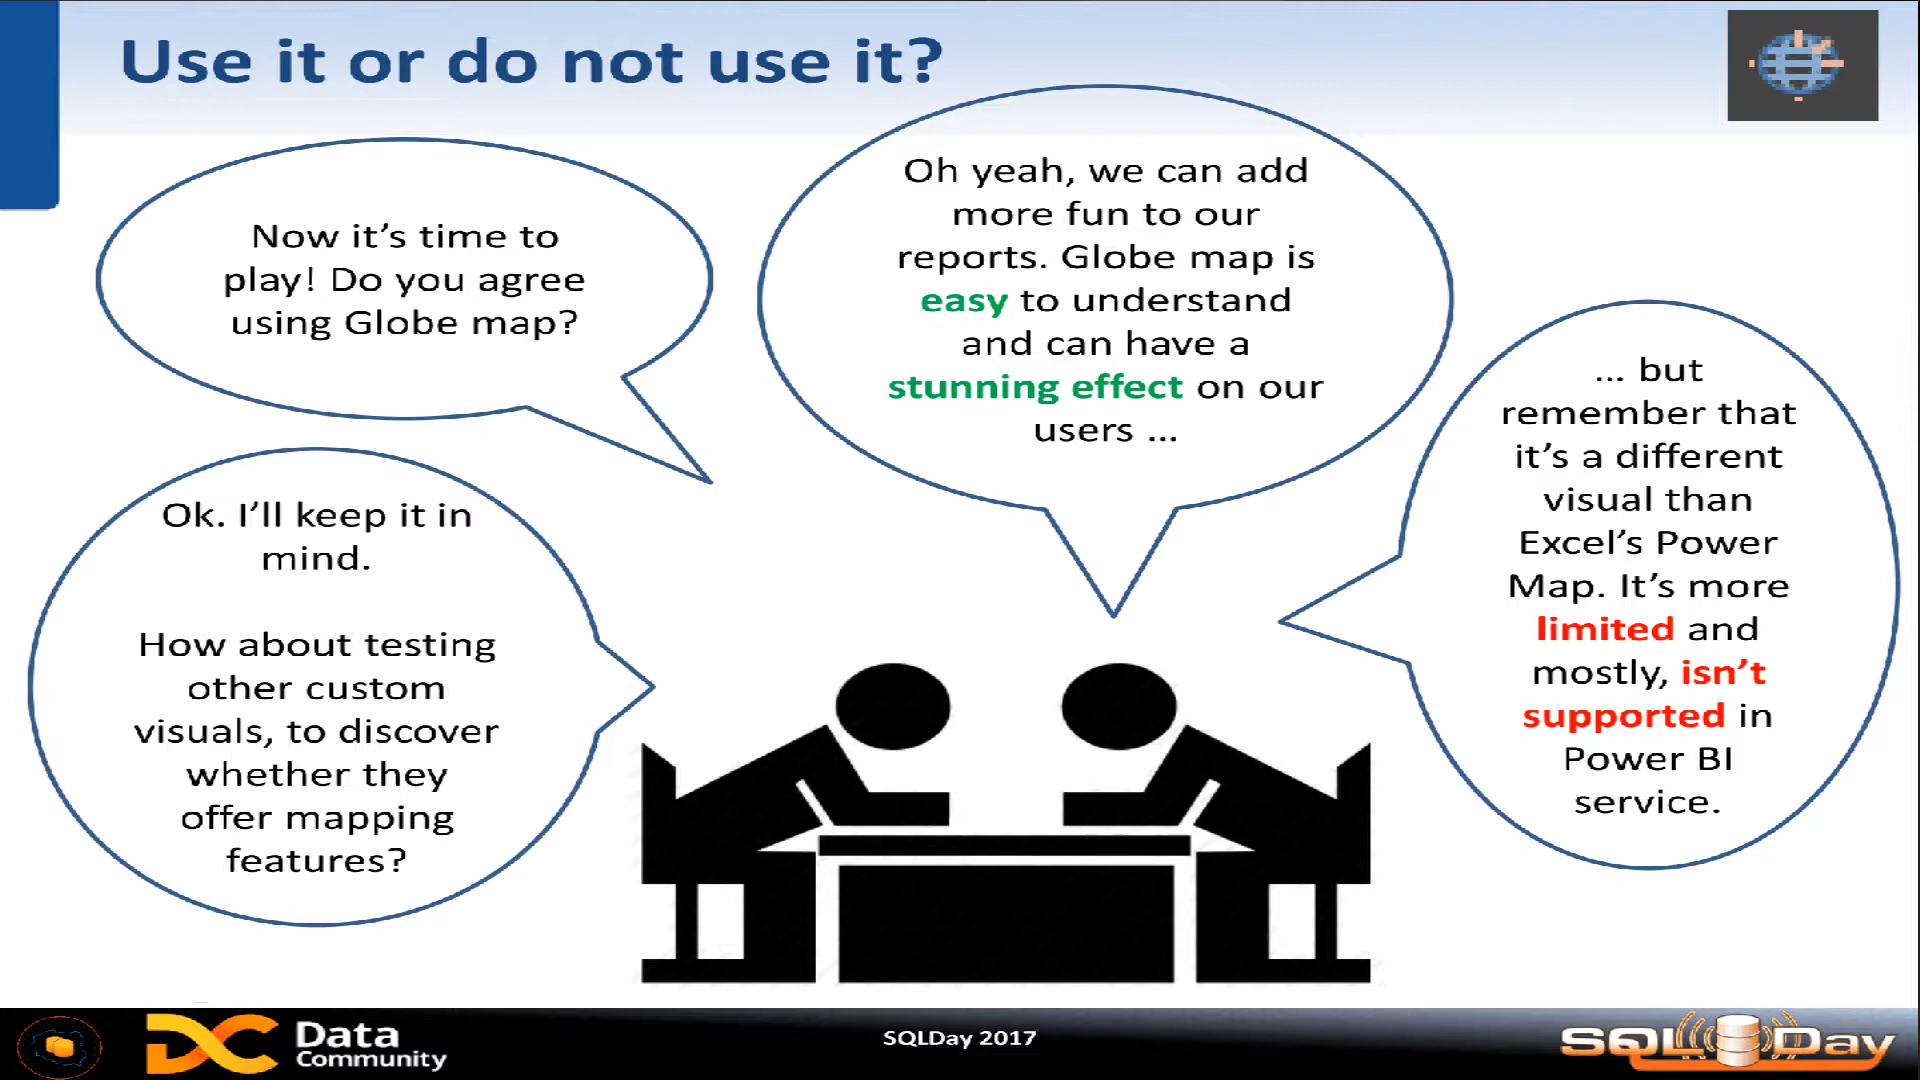 Use it or do not use it?
Now it's time to
play! Do you agree
using Globe map?
Oh yeah, we can add
more fun to our
reports. Globe map is
easy to understand
and can have a
stunning effect on our
users ...
... but
remember that
it's a different
visual than
Excel's Power
Map. It's more
limited and
mostly, isn't
supported in
Power BI
service.
Ok. I'll keep it in
mind.
How about testing
other custom
visuals, to discover
whether they
offer mapping
features?
DC Data
Community
SQLDay 2017
SQL Day